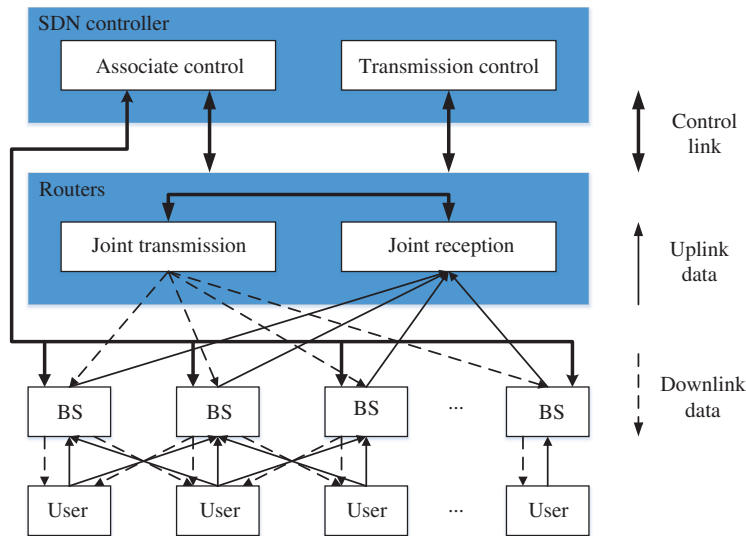 SDN controller
Associate control
Transmission control
Control
link
Routers
Joint transmission
Joint reception
Uplink
data
Downlink
data
BS
BS
BS
...
BS
User
User
User
...
User